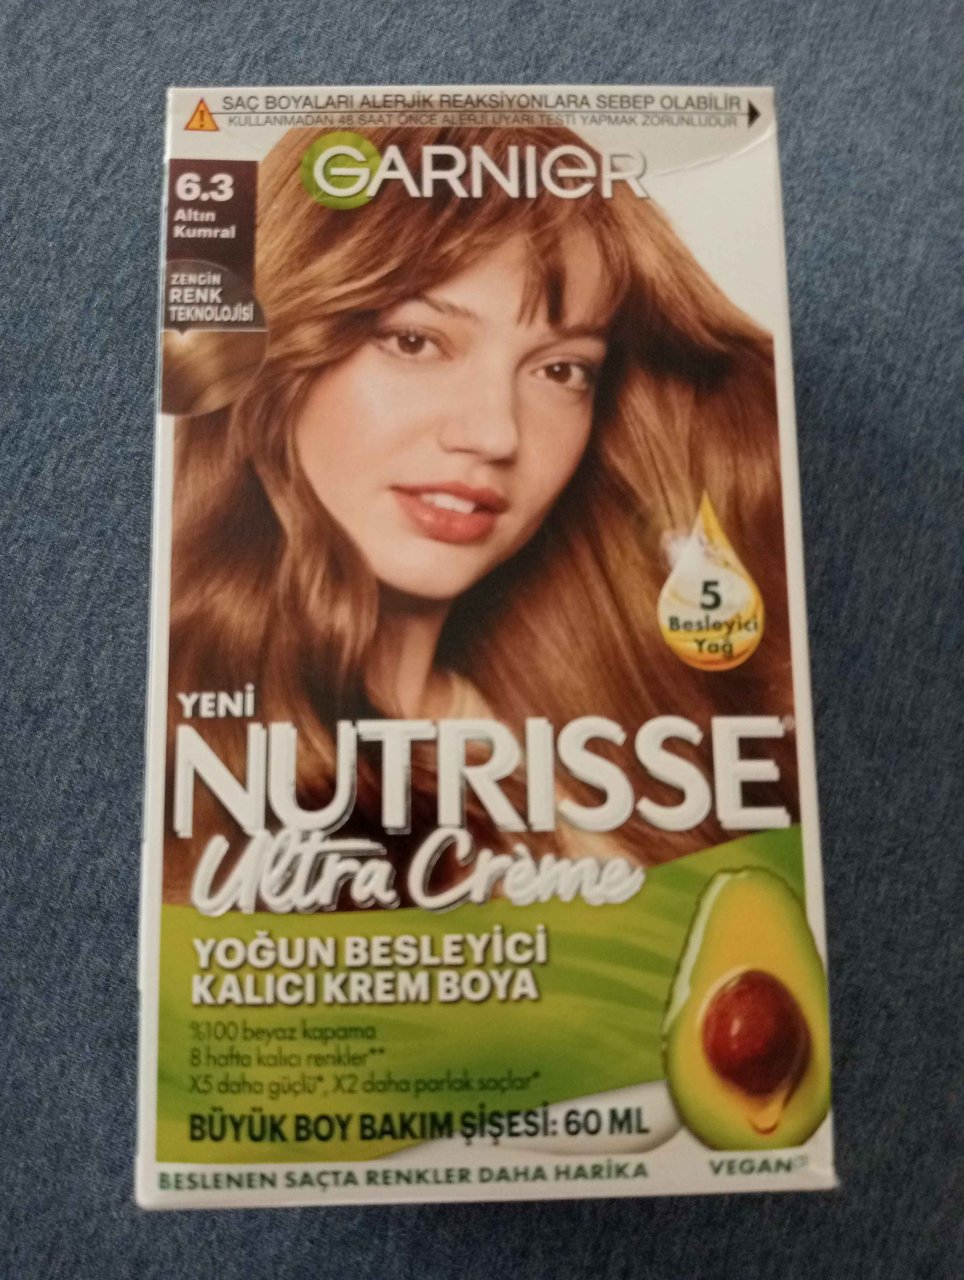 SAÇ BOYALARI ALERJİK REAKSİYONLARA SEBEP OLABİLİR
KULLANMADAN 48 SAAT ÖNCE ALERJİ UYARI TESTİ YAPMAK ZORUNLUDUR
GARNIER
6.3
Altın
Kumral
ZENGİN
RENK
TEKNOLOJİSİ
5
Besleyici
Yağ
YENİ
NUTRISSE®
Ultra Crème
YOĞUN BESLEYİCİ
KALICI KREM BOYA
%100 beyaz kapama
8 hafta kalıcı renkler**
X5 daha güçlü*, X2 daha parlak saçlar*
BÜYÜK BOY BAKIM ŞİŞESİ: 60 ML
BESLENEN SAÇTA RENKLER DAHA HARİKA
VEGAN